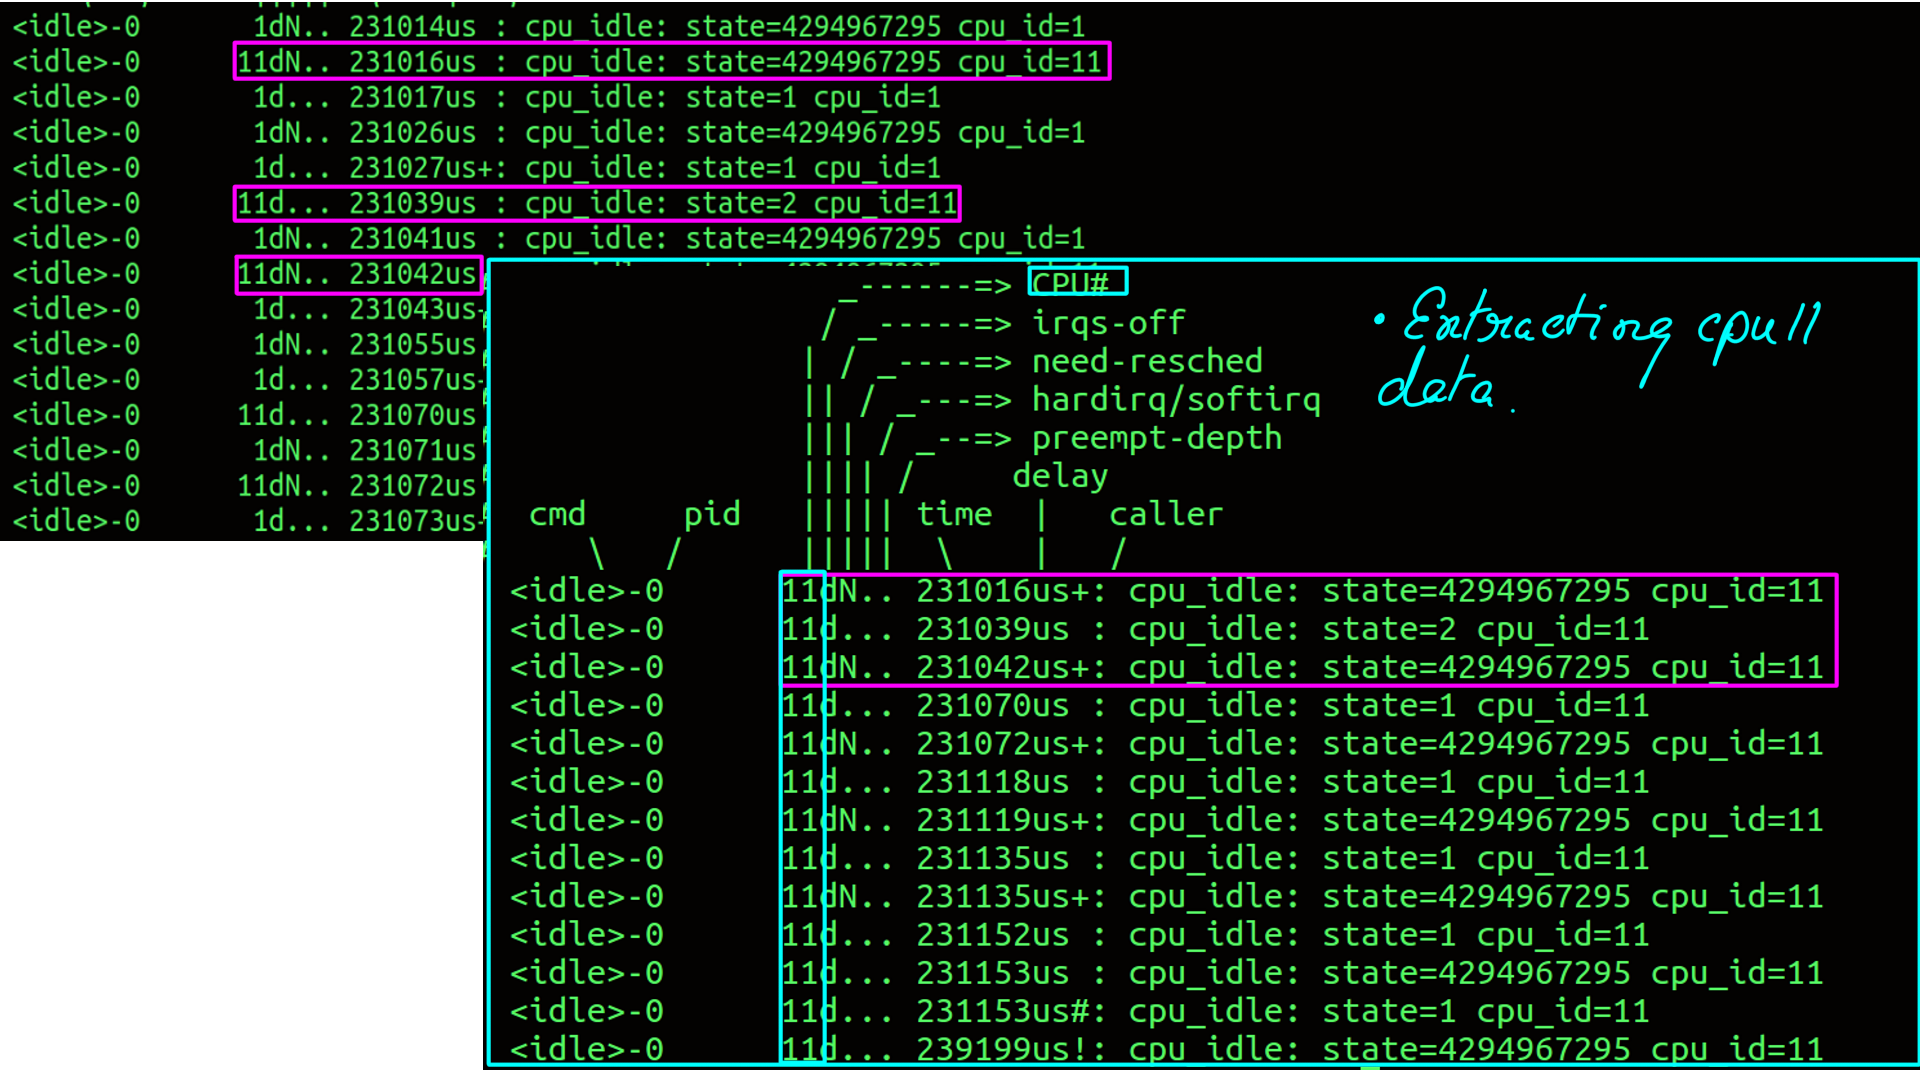 <idle>-0 1dN.. 231014us : cpu_idle: state=4294967295 cpu_id=1
<idle>-0 11dN.. 231016us : cpu_idle: state=4294967295 cpu_id=11
<idle>-0 1d... 231017us : cpu_idle: state=1 cpu_id=1
<idle>-0 1dN.. 231026us : cpu_idle: state=4294967295 cpu_id=1
<idle>-0 1d... 231027us+: cpu_idle: state=1 cpu_id=1
<idle>-0 11d... 231039us : cpu_idle: state=2 cpu_id=11
<idle>-0 1dN.. 231041us : cpu_idle: state=4294967295 cpu_id=1
<idle>-0 11dN.. 231042us
<idle>-0 1d... 231043us
<idle>-0 1dN.. 231055us
<idle>-0 1d... 231057us
<idle>-0 11d... 231070us
<idle>-0 1dN.. 231071us
<idle>-0 11dN.. 231072us
<idle>-0 1d... 231073us
_------=> CPU#
/ _-----=> irqs-off
| / _----=> need-resched
|| / _---=> hardirq/softirq
||| / _--=> preempt-depth
|||| / delay
cmd pid ||||| time | caller
\ / ||||| \ | /
• Extracting cpu11
data.
<idle>-0 11dN.. 231016us+: cpu_idle: state=4294967295 cpu_id=11
<idle>-0 11d... 231039us : cpu_idle: state=2 cpu_id=11
<idle>-0 11dN.. 231042us+: cpu_idle: state=4294967295 cpu_id=11
<idle>-0 11d... 231070us : cpu_idle: state=1 cpu_id=11
<idle>-0 11dN.. 231072us+: cpu_idle: state=4294967295 cpu_id=11
<idle>-0 11d... 231118us : cpu_idle: state=1 cpu_id=11
<idle>-0 11dN.. 231119us+: cpu_idle: state=4294967295 cpu_id=11
<idle>-0 11d... 231135us : cpu_idle: state=1 cpu_id=11
<idle>-0 11dN.. 231135us+: cpu_idle: state=4294967295 cpu_id=11
<idle>-0 11d... 231152us : cpu_idle: state=1 cpu_id=11
<idle>-0 11d... 231153us : cpu_idle: state=4294967295 cpu_id=11
<idle>-0 11d... 231153us#: cpu_idle: state=1 cpu_id=11
<idle>-0 11d... 239199us!: cpu_idle: state=4294967295 cpu_id=11